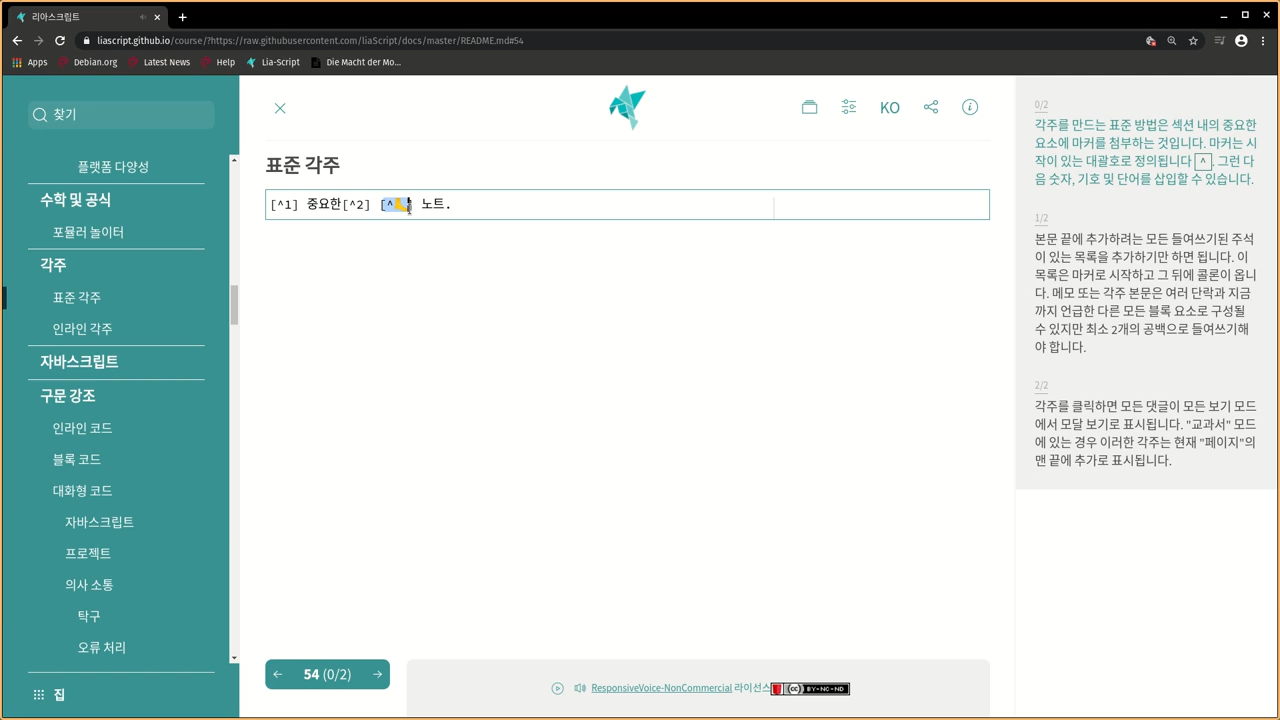 리아스크립트
liascript.github.io/course/?https://raw.githubusercontent.com/liaScript/docs/master/README.md#54
Apps Debian.org Latest News Help Lia-Script Die Macht der Mo...
찾기
플랫폼 다양성
수학 및 공식
포뮬러 놀이터
각주
표준 각주
인라인 각주
자바스크립트
구문 강조
인라인 코드
블록 코드
대화형 코드
자바스크립트
프로젝트
의사 소통
탁구
오류 처리
집
KO
표준 각주
[^1] 중요한[^2] [^🦶] 노트.
54 (0/2)
ResponsiveVoice-NonCommercial 라이선스
(cc) BY-NC-ND
0/2
각주를 만드는 표준 방법은 섹션 내의 중요한
요소에 마커를 첨부하는 것입니다. 마커는 시
작이 있는 대괄호로 정의됩니다 ^. 그런 다
음 숫자, 기호 및 단어를 삽입할 수 있습니다.
1/2
본문 끝에 추가하려는 모든 들여쓰기된 주석
이 있는 목록을 추가하기만 하면 됩니다. 이
목록은 마커로 시작하고 그 뒤에 콜론이 옵니
다. 메모 또는 각주 본문은 여러 단락과 지금
까지 언급한 다른 모든 블록 요소로 구성될
수 있지만 최소 2개의 공백으로 들여쓰기해
야 합니다.
2/2
각주를 클릭하면 모든 댓글이 모든 보기 모드
에서 모달 보기로 표시됩니다. "교과서" 모드
에 있는 경우 이러한 각주는 현재 "페이지"의
맨 끝에 추가로 표시됩니다.